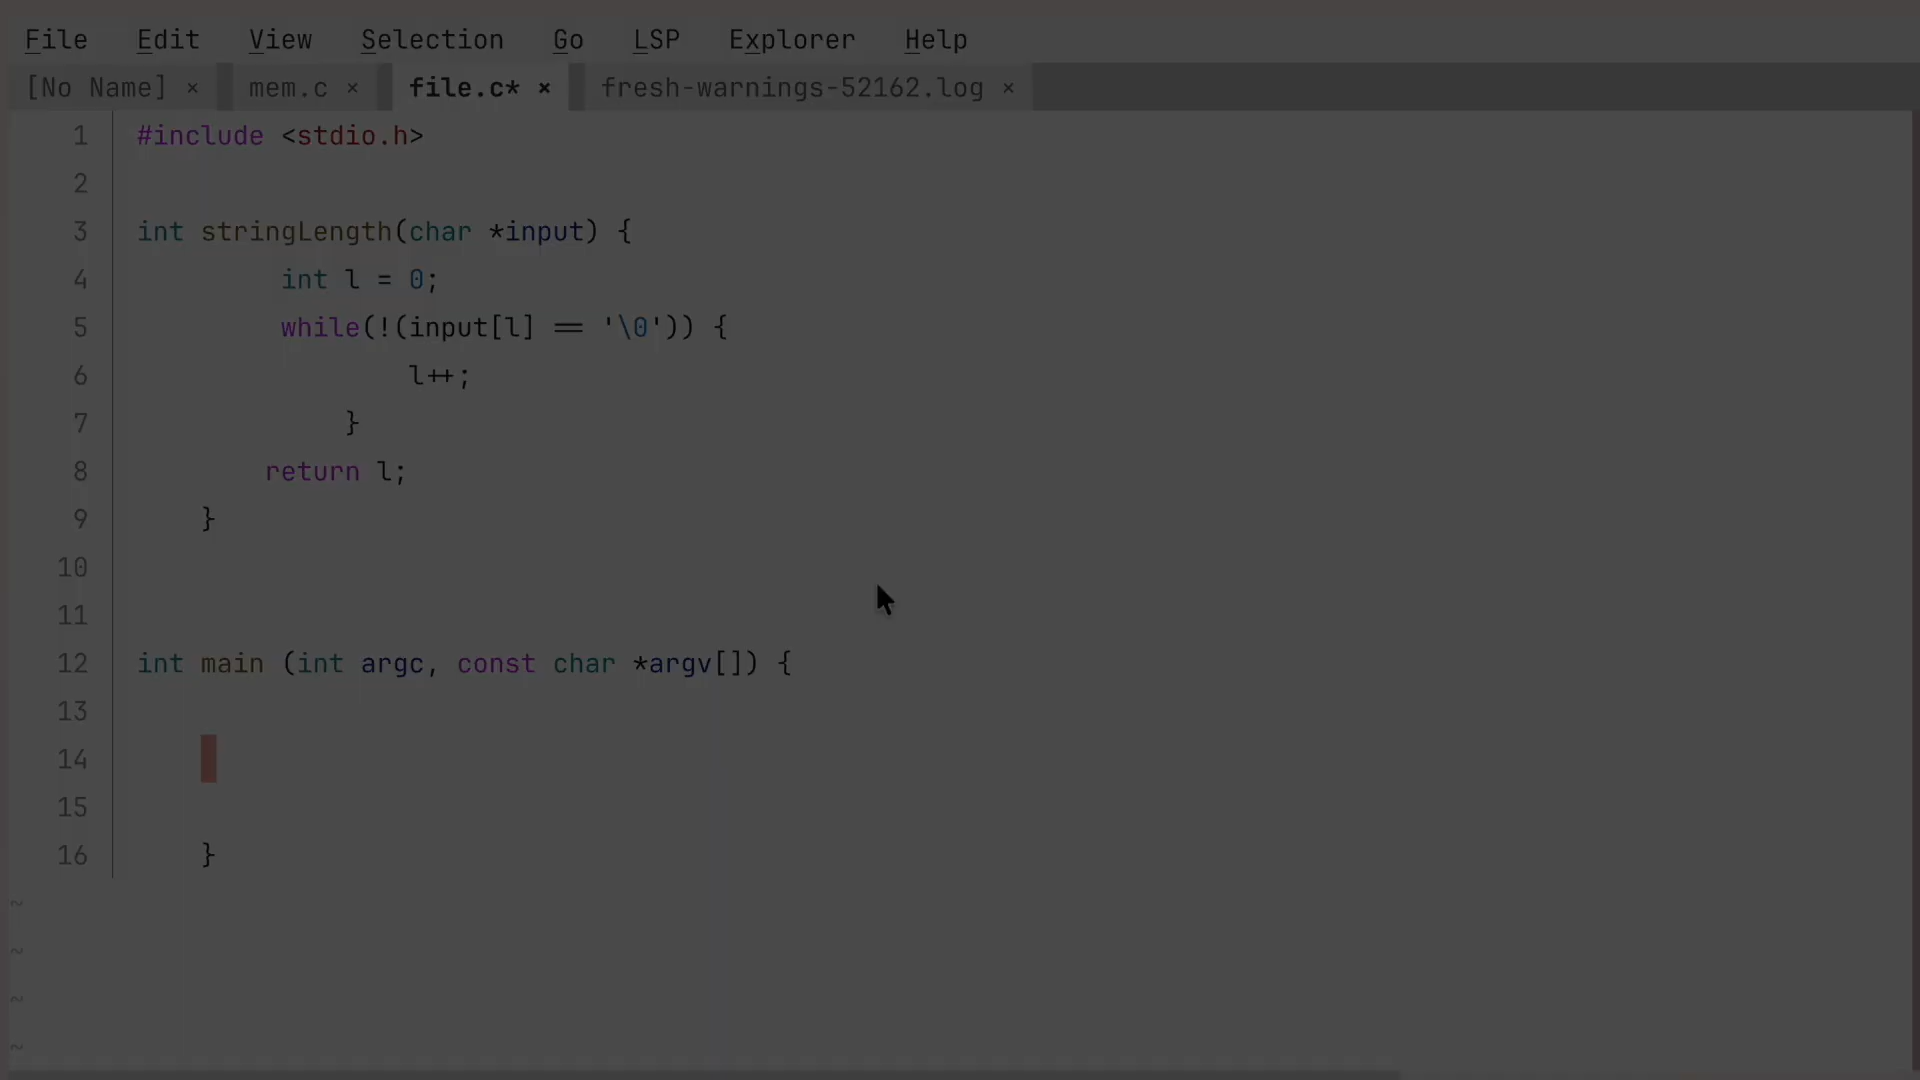 File Edit View Selection Go LSP Explorer Help
[No Name] × mem.c × file.c* × fresh-warnings-52162.log ×
1 #include <stdio.h>
2
3 int stringLength(char *input) {
4 int l = 0;
5 while(!(input[l] == '\0')) {
6 l++;
7 }
8 return l;
9 }
10
11
12 int main (int argc, const char *argv[]) {
13
14
15
16 }
~
~
~
~